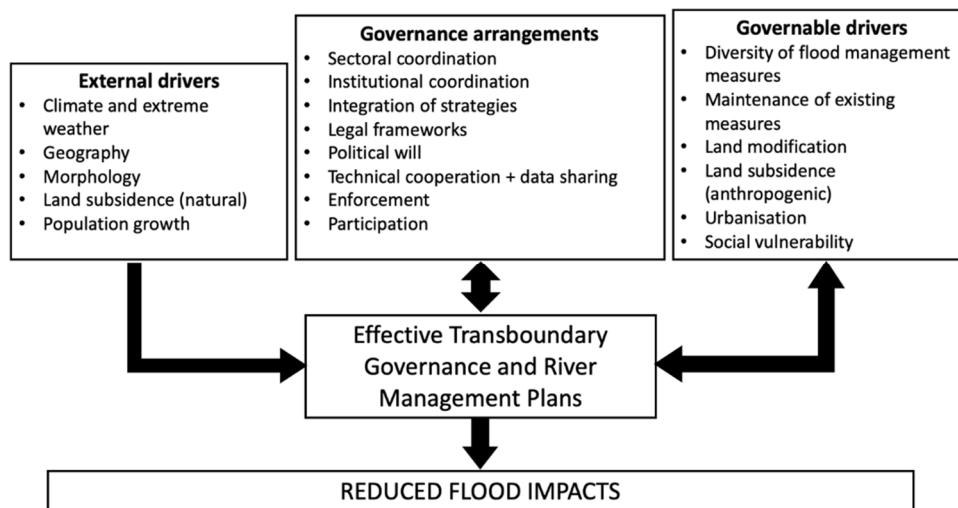 External drivers
• Climate and extreme
weather
• Geography
• Morphology
• Land subsidence (natural)
• Population growth
Governance arrangements
• Sectoral coordination
• Institutional coordination
• Integration of strategies
• Legal frameworks
• Political will
• Technical cooperation + data sharing
• Enforcement
• Participation
Governable drivers
• Diversity of flood management
measures
• Maintenance of existing
measures
• Land modification
• Land subsidence
(anthropogenic)
• Urbanisation
• Social vulnerability
Effective Transboundary
Governance and River
Management Plans
REDUCED FLOOD IMPACTS